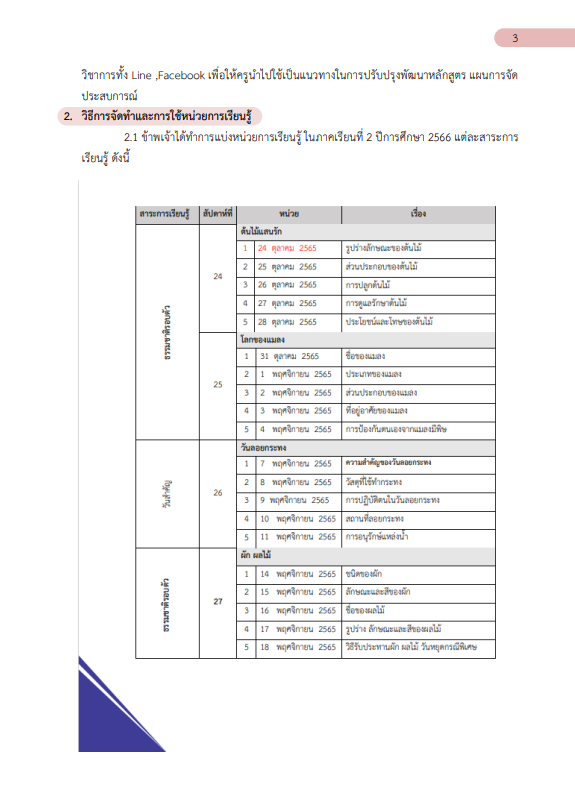 3
วิชาการทั้ง Line ,Facebook เพื่อให้ครูนำไปใช้เป็นแนวทางในการปรับปรุงพัฒนาหลักสูตร แผนการจัด
ประสบการณ์
2. วิธีการจัดทำและการใช้หน่วยการเรียนรู้
2.1 ข้าพเจ้าได้ทำการแบ่งหน่วยการเรียนรู้ ในภาคเรียนที่ 2 ปีการศึกษา 2566 แต่ละสาระการ
เรียนรู้ ดังนี้
สาระการเรียนรู้ สัปดาห์ที่ หน่วย เรื่อง
ธรรมชาติรอบตัว
24
ต้นไม้แสนรัก
1 24 ตุลาคม 2565 รูปร่างลักษณะของต้นไม้
2 25 ตุลาคม 2565 ส่วนประกอบของต้นไม้
3 26 ตุลาคม 2565 การปลูกต้นไม้
4 27 ตุลาคม 2565 การดูแลรักษาต้นไม้
5 28 ตุลาคม 2565 ประโยชน์และโทษของต้นไม้
25
โลกของแมลง
1 31 ตุลาคม 2565 ชื่อของแมลง
2 1 พฤศจิกายน 2565 ประเภทของแมลง
3 2 พฤศจิกายน 2565 ส่วนประกอบของแมลง
4 3 พฤศจิกายน 2565 ที่อยู่อาศัยของแมลง
5 4 พฤศจิกายน 2565 การป้องกันตนเองจากแมลงมีพิษ
วันสำคัญ
26
วันลอยกระทง
1 7 พฤศจิกายน 2565 ความสำคัญของวันลอยกระทง
2 8 พฤศจิกายน 2565 วัสดุที่ใช้ทำกระทง
3 9 พฤศจิกายน 2565 การปฏิบัติตนในวันลอยกระทง
4 10 พฤศจิกายน 2565 สถานที่ลอยกระทง
5 11 พฤศจิกายน 2565 การอนุรักษ์แหล่งน้ำ
ธรรมชาติรอบตัว
27
ผัก ผลไม้
1 14 พฤศจิกายน 2565 ชนิดของผัก
2 15 พฤศจิกายน 2565 ลักษณะและสีของผัก
3 16 พฤศจิกายน 2565 ชื่อของผลไม้
4 17 พฤศจิกายน 2565 รูปร่าง ลักษณะและสีของผลไม้
5 18 พฤศจิกายน 2565 วิธีรับประทานผัก ผลไม้ วันหยุดกรณีพิเศษ